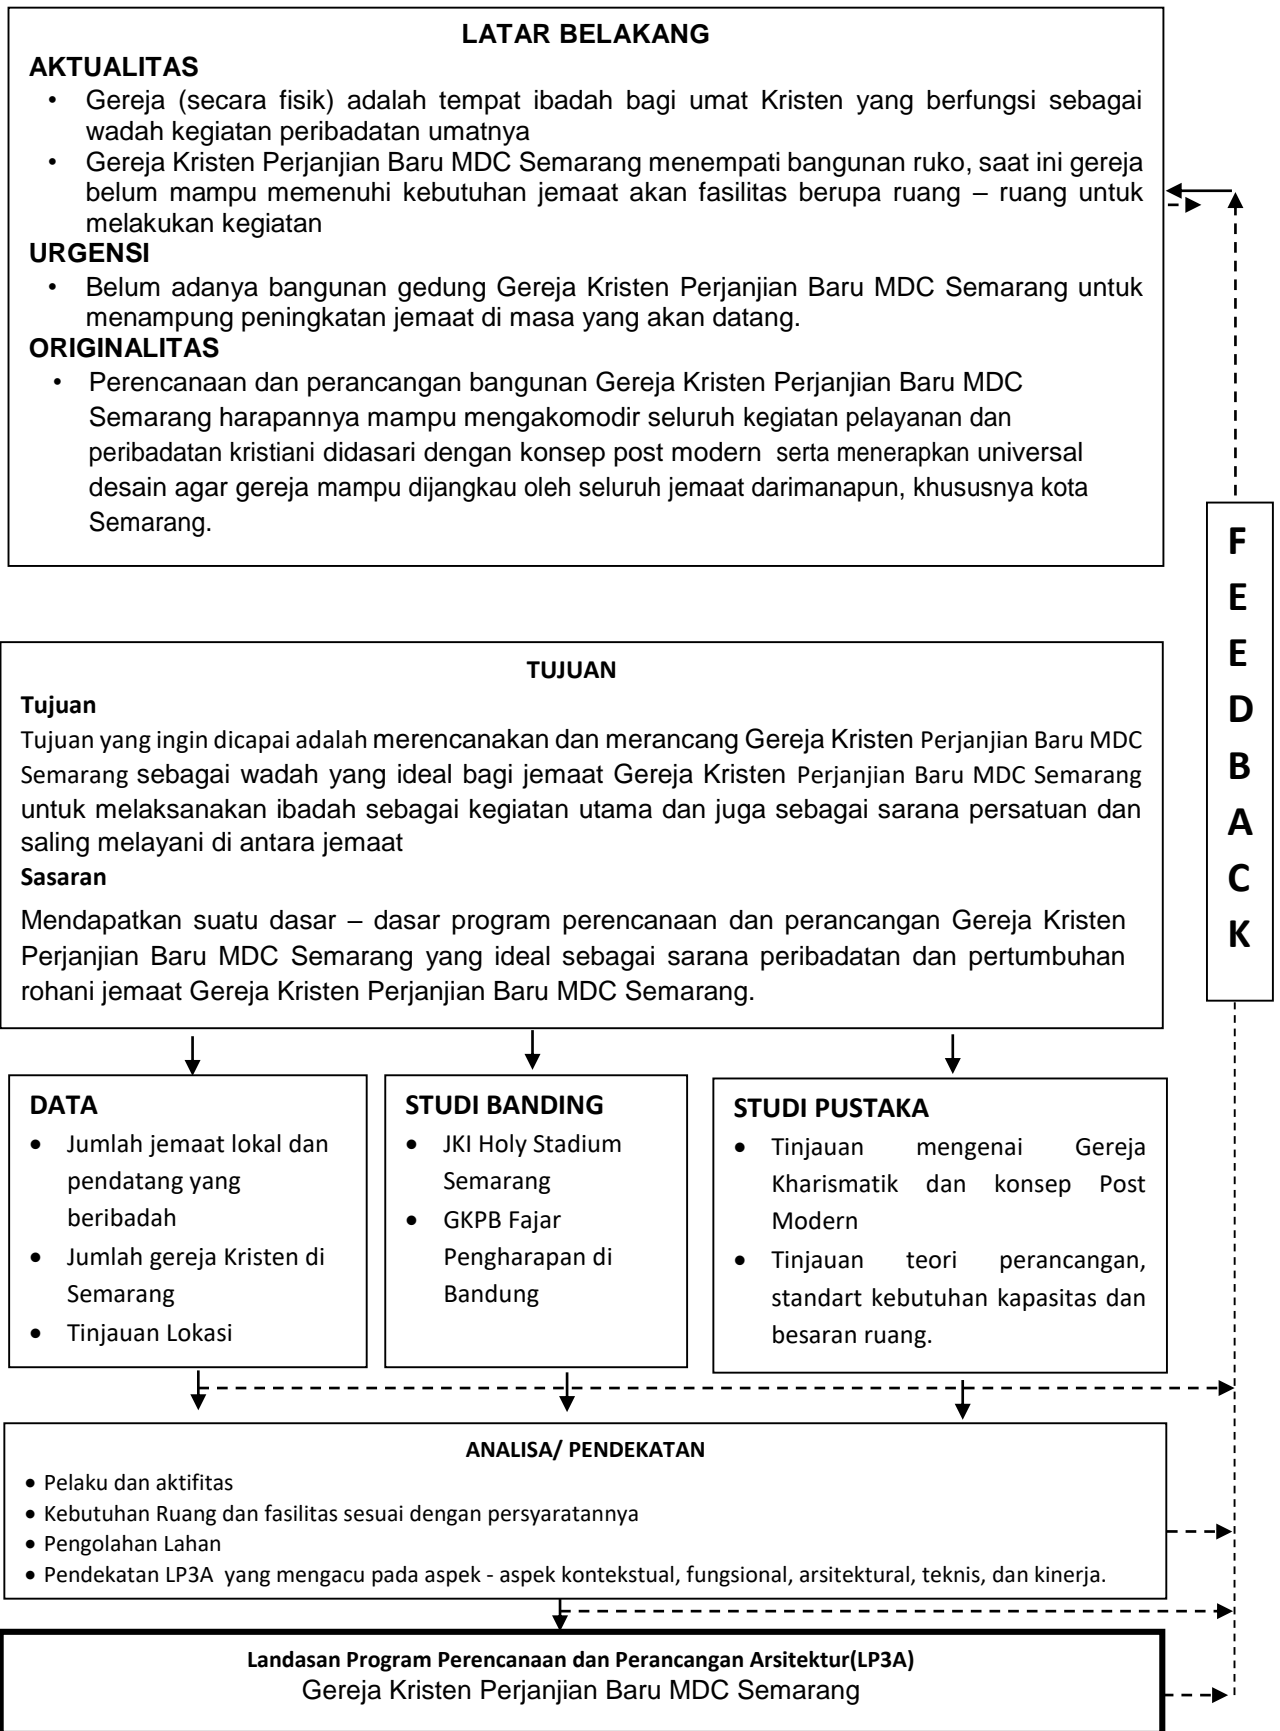 LATAR BELAKANG
AKTUALITAS
• Gereja (secara fisik) adalah tempat ibadah bagi umat Kristen yang berfungsi sebagai
wadah kegiatan peribadatan umatnya
• Gereja Kristen Perjanjian Baru MDC Semarang menempati bangunan ruko, saat ini gereja
belum mampu memenuhi kebutuhan jemaat akan fasilitas berupa ruang – ruang untuk
melakukan kegiatan
URGENSI
• Belum adanya bangunan gedung Gereja Kristen Perjanjian Baru MDC Semarang untuk
menampung peningkatan jemaat di masa yang akan datang.
ORIGINALITAS
• Perencanaan dan perancangan bangunan Gereja Kristen Perjanjian Baru MDC
Semarang harapannya mampu mengakomodir seluruh kegiatan pelayanan dan
peribadatan kristiani didasari dengan konsep post modern serta menerapkan universal
desain agar gereja mampu dijangkau oleh seluruh jemaat darimanapun, khususnya kota
Semarang.
F
E
E
D
B
A
C
K
TUJUAN
Tujuan
Tujuan yang ingin dicapai adalah merencanakan dan merancang Gereja Kristen Perjanjian Baru MDC
Semarang sebagai wadah yang ideal bagi jemaat Gereja Kristen Perjanjian Baru MDC Semarang
untuk melaksanakan ibadah sebagai kegiatan utama dan juga sebagai sarana persatuan dan
saling melayani di antara jemaat
Sasaran
Mendapatkan suatu dasar – dasar program perencanaan dan perancangan Gereja Kristen
Perjanjian Baru MDC Semarang yang ideal sebagai sarana peribadatan dan pertumbuhan
rohani jemaat Gereja Kristen Perjanjian Baru MDC Semarang.
DATA
• Jumlah jemaat lokal dan
pendatang yang
beribadah
• Jumlah gereja Kristen di
Semarang
• Tinjauan Lokasi
STUDI BANDING
• JKI Holy Stadium
Semarang
• GKPB Fajar
Pengharapan di
Bandung
STUDI PUSTAKA
• Tinjauan mengenai Gereja
Kharismatik dan konsep Post
Modern
• Tinjauan teori perancangan,
standart kebutuhan kapasitas dan
besaran ruang.
ANALISA/ PENDEKATAN
• Pelaku dan aktifitas
• Kebutuhan Ruang dan fasilitas sesuai dengan persyaratannya
• Pengolahan Lahan
• Pendekatan LP3A yang mengacu pada aspek - aspek kontekstual, fungsional, arsitektural, teknis, dan kinerja.
Landasan Program Perencanaan dan Perancangan Arsitektur(LP3A)
Gereja Kristen Perjanjian Baru MDC Semarang